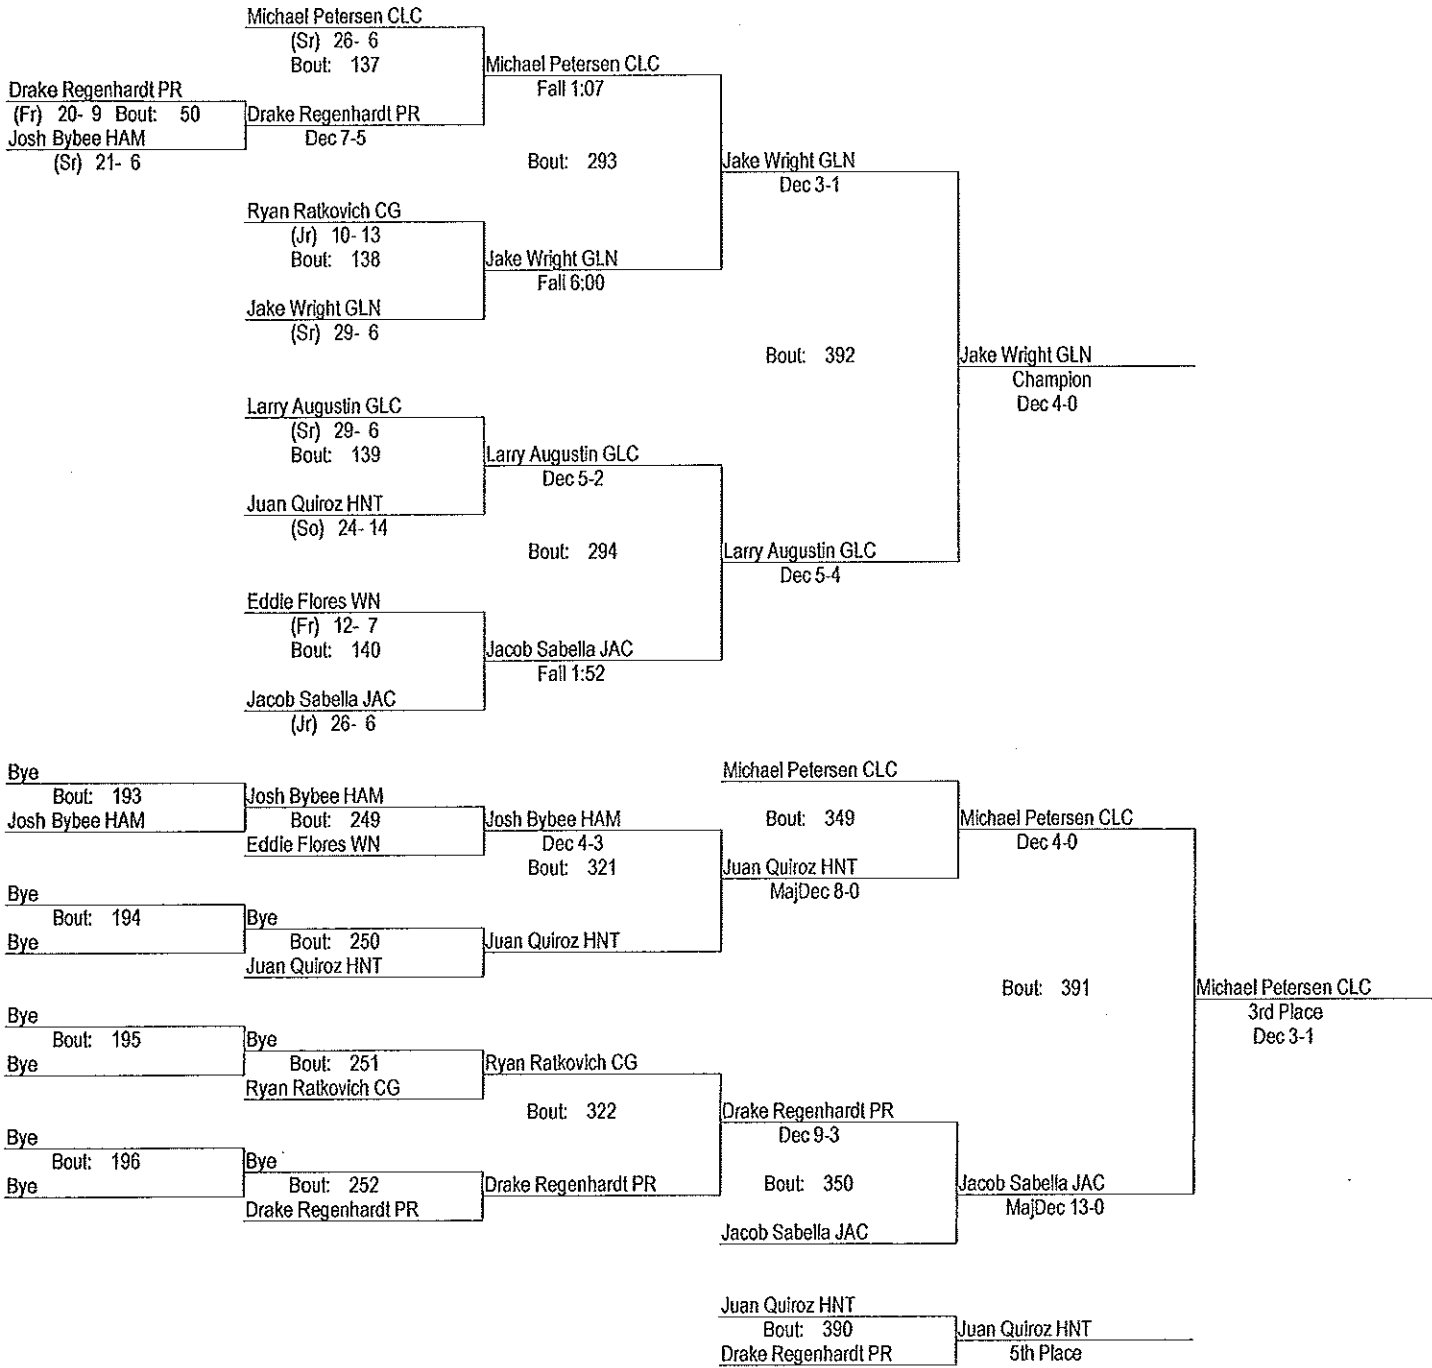 Michael Petersen CLC
(Sr) 26- 6
Bout: 137
Drake Regenhardt PR
(Fr) 20- 9 Bout: 50
Josh Bybee HAM
(Sr) 21- 6
Drake Regenhardt PR
Dec 7-5
Michael Petersen CLC
Fall 1:07
Bout: 293
Ryan Ratkovich CG
(Jr) 10- 13
Bout: 138
Jake Wright GLN
(Sr) 29- 6
Jake Wright GLN
Fall 6:00
Jake Wright GLN
Dec 3-1
Bout: 392
Jake Wright GLN
Champion
Dec 4-0
Larry Augustin GLC
(Sr) 29- 6
Bout: 139
Juan Quiroz HNT
(So) 24- 14
Larry Augustin GLC
Dec 5-2
Bout: 294
Larry Augustin GLC
Dec 5-4
Eddie Flores WN
(Fr) 12- 7
Bout: 140
Jacob Sabella JAC
(Jr) 26- 6
Jacob Sabella JAC
Fall 1:52
Bye
Bout: 193
Josh Bybee HAM
Josh Bybee HAM
Bout: 249
Eddie Flores WN
Josh Bybee HAM
Dec 4-3
Bout: 321
Michael Petersen CLC
Bout: 349
Juan Quiroz HNT
MajDec 8-0
Michael Petersen CLC
Dec 4-0
Bye
Bout: 194
Bye
Bye
Bout: 250
Juan Quiroz HNT
Juan Quiroz HNT
Bout: 391
Michael Petersen CLC
3rd Place
Dec 3-1
Bye
Bout: 195
Bye
Bye
Bout: 251
Ryan Ratkovich CG
Ryan Ratkovich CG
Bout: 322
Drake Regenhardt PR
Dec 9-3
Bout: 350
Jacob Sabella JAC
Jacob Sabella JAC
MajDec 13-0
Bye
Bout: 196
Bye
Bye
Bout: 252
Drake Regenhardt PR
Drake Regenhardt PR
Juan Quiroz HNT
Bout: 390
Drake Regenhardt PR
Juan Quiroz HNT
5th Place